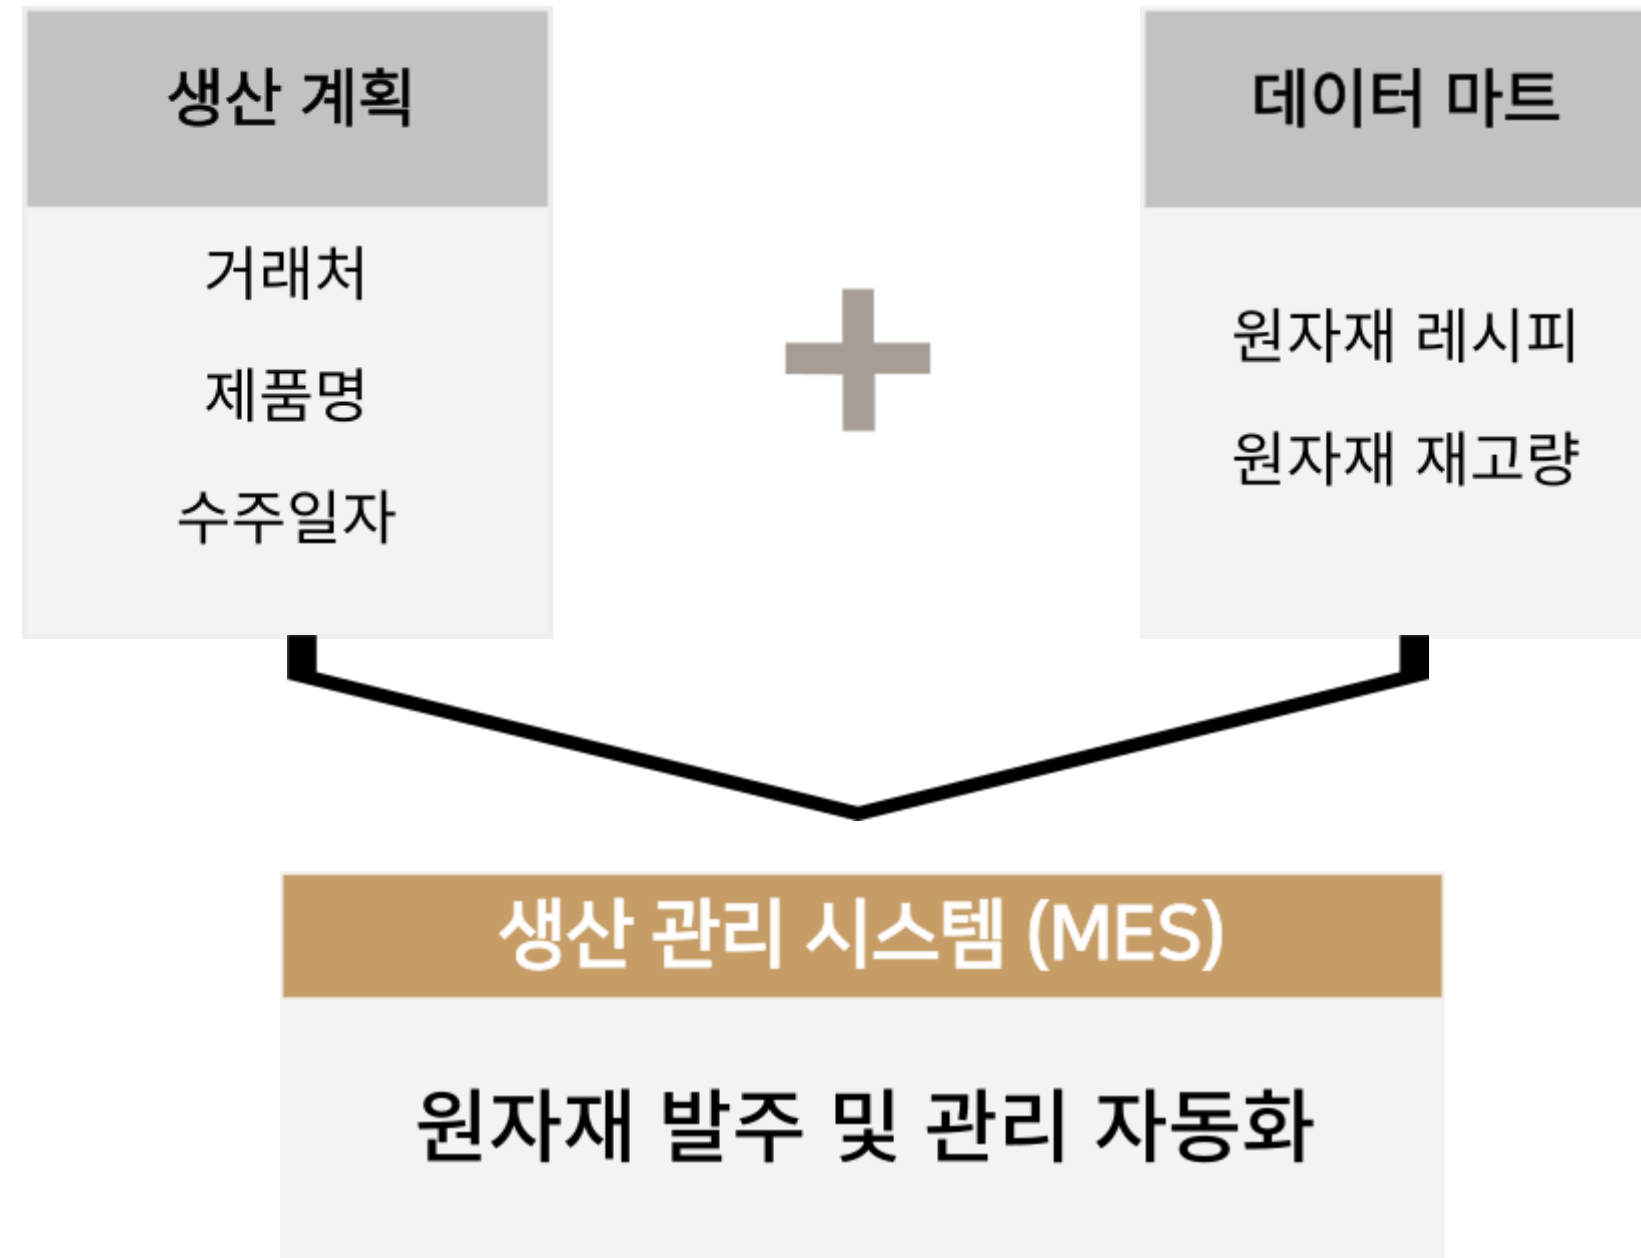 생산 계획
거래처
제품명
수주일자
데이터 마트
원자재 레시피
원자재 재고량
생산 관리 시스템 (MES)
원자재 발주 및 관리 자동화